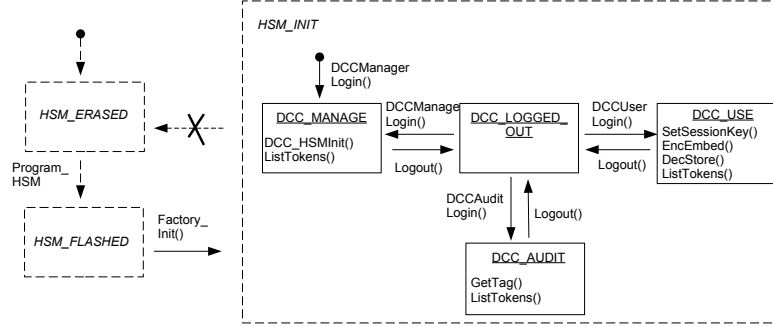 HSM_INIT
HSM_ERASED
Program_
HSM
HSM_FLASHED
Factory_
Init()
DCCManager
Login()
DCC_MANAGE
DCC_HSMInit()
ListTokens()
DCCManage
Login()
Logout()
DCC_LOGGED_
OUT
DCCUser
Login()
Logout()
DCC_USE
SetSessionKey()
EncEmbed()
DecStore()
ListTokens()
DCCAudit
Login()
Logout()
DCC_AUDIT
GetTag()
ListTokens()